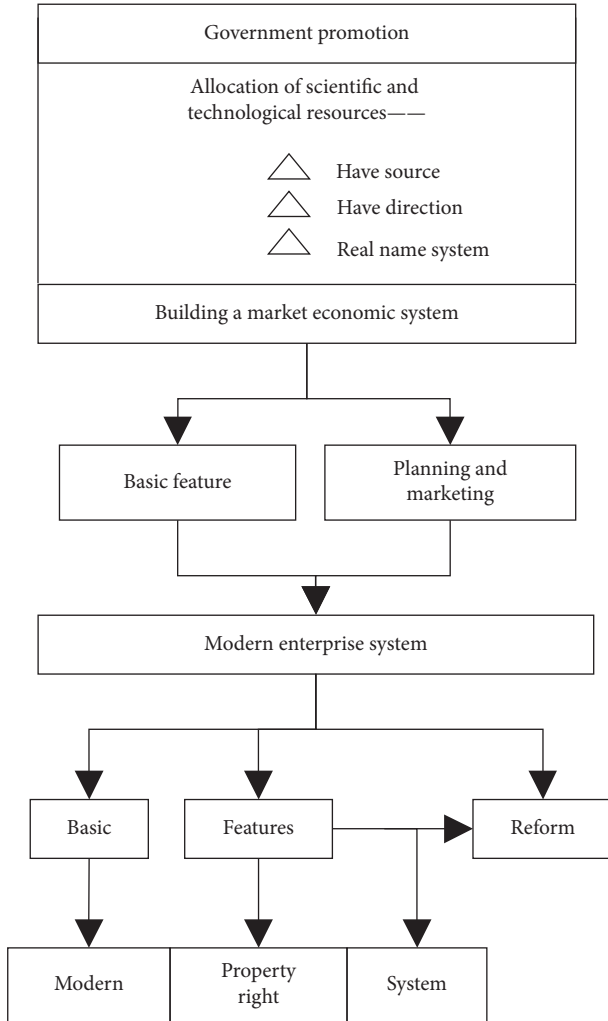 Government promotion
Allocation of scientific and
technological resources——
Have source
Have direction
Real name system
Building a market economic system
Basic feature
Planning and
marketing
Modern enterprise system
Basic
Features
Reform
Modern
Property
right
System